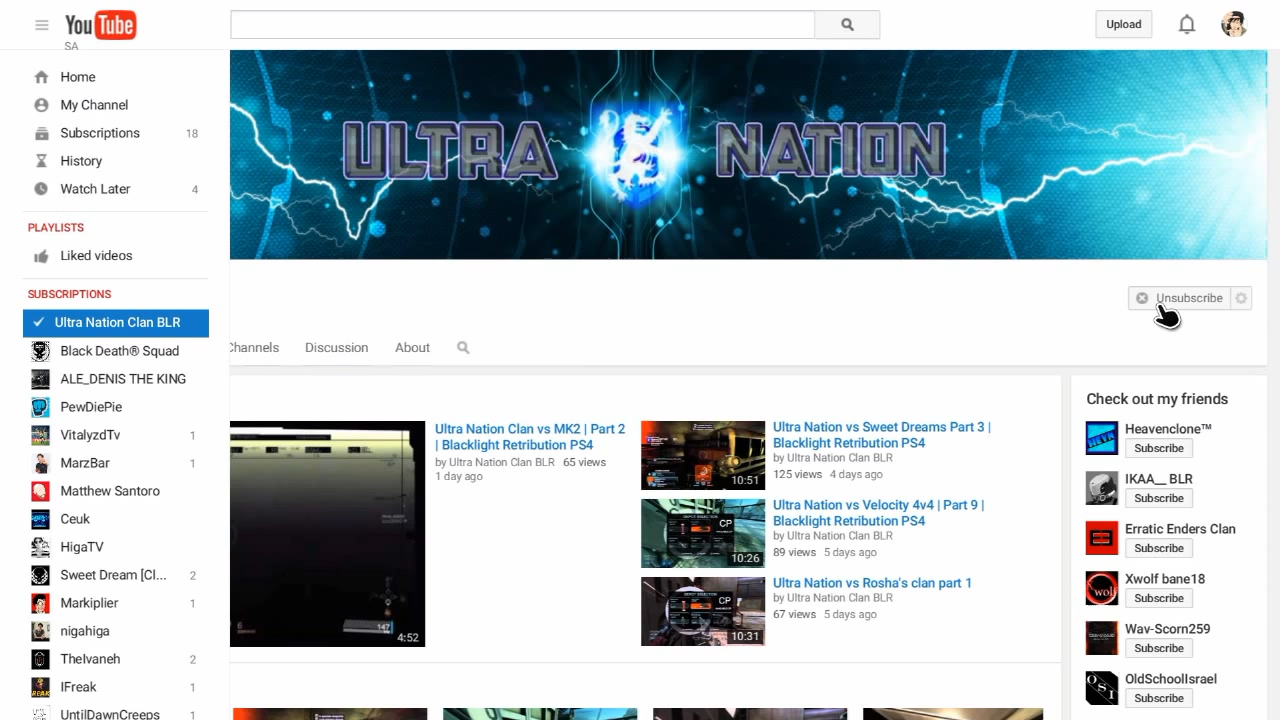 YouTube
SA
Upload
Home
My Channel
Subscriptions 18
History
Watch Later 4
PLAYLISTS
Liked videos
SUBSCRIPTIONS
Ultra Nation Clan BLR
Black Death® Squad
ALE_DENIS THE KING
PewDiePie
VitalyzdTv 1
MarzBar 1
Matthew Santoro
Ceuk
HigaTV
Sweet Dream [Cl... 2
Markiplier 1
nigahiga
TheIvaneh 2
IFreak 1
UntilDawnCreeps 1
ULTRA NATION
Unsubscribe
Channels Discussion About
147
4:52
Ultra Nation Clan vs MK2 | Part 2
| Blacklight Retribution PS4
by Ultra Nation Clan BLR 65 views
1 day ago
10:51
Ultra Nation vs Sweet Dreams Part 3 |
Blacklight Retribution PS4
by Ultra Nation Clan BLR
125 views 4 days ago
CP
10:26
Ultra Nation vs Velocity 4v4 | Part 9 |
Blacklight Retribution PS4
by Ultra Nation Clan BLR
89 views 5 days ago
CP
10:31
Ultra Nation vs Rosha's clan part 1
by Ultra Nation Clan BLR
67 views 5 days ago
Check out my friends
Heavenclone™
Subscribe
IKAA__ BLR
Subscribe
Erratic Enders Clan
Subscribe
Xwolf bane18
Subscribe
Wav-Scorn259
Subscribe
OSI
OldSchoolIsrael
Subscribe